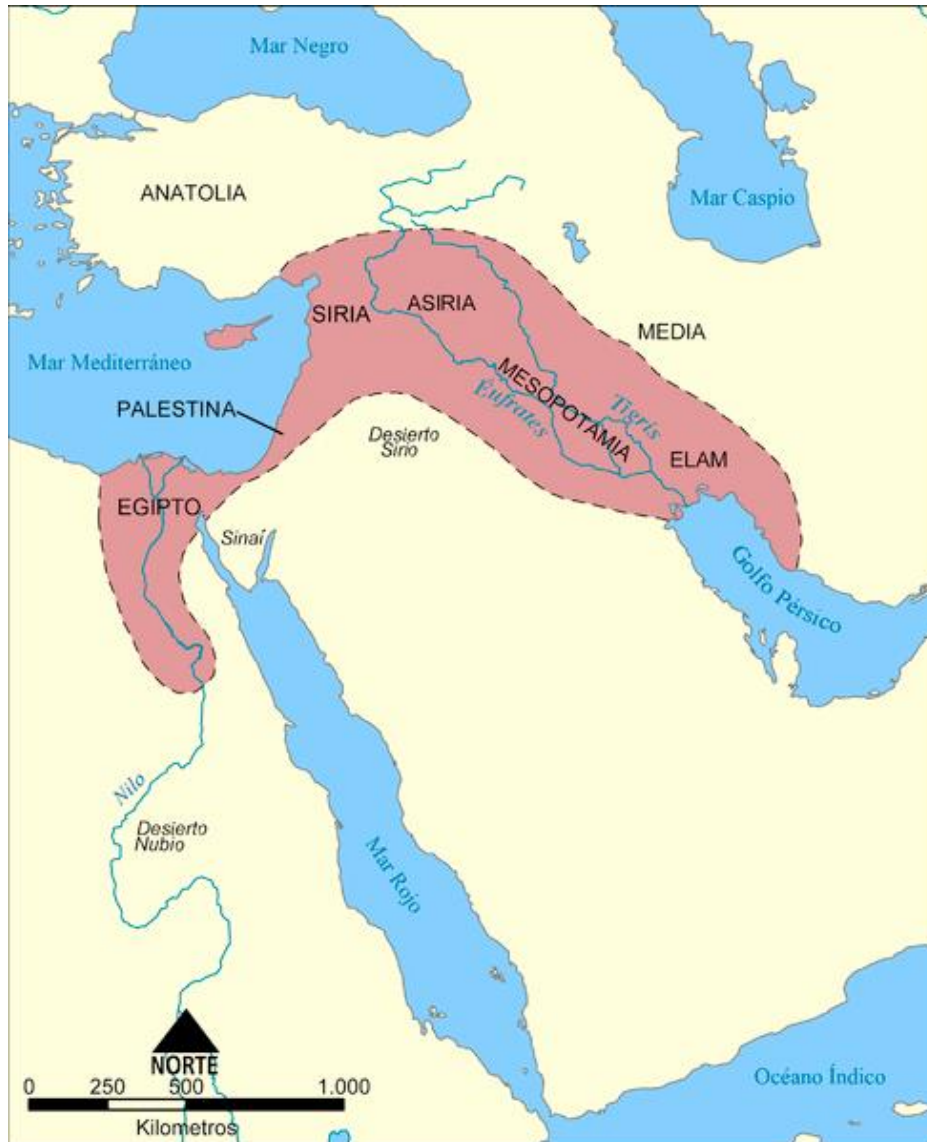 Mar Negro
Mar Caspio
ANATOLIA
SIRIA
ASIRIA
MEDIA
Mar Mediterráneo
MESOPOTAMIA
Éufrates
Tigris
PALESTINA
Desierto
Sirio
ELAM
EGIPTO
Sinaí
Golfo Pérsico
Nilo
Desierto
Nubio
Mar Rojo
NORTE
0 250 500 1.000
Kilometros
Océano Índico